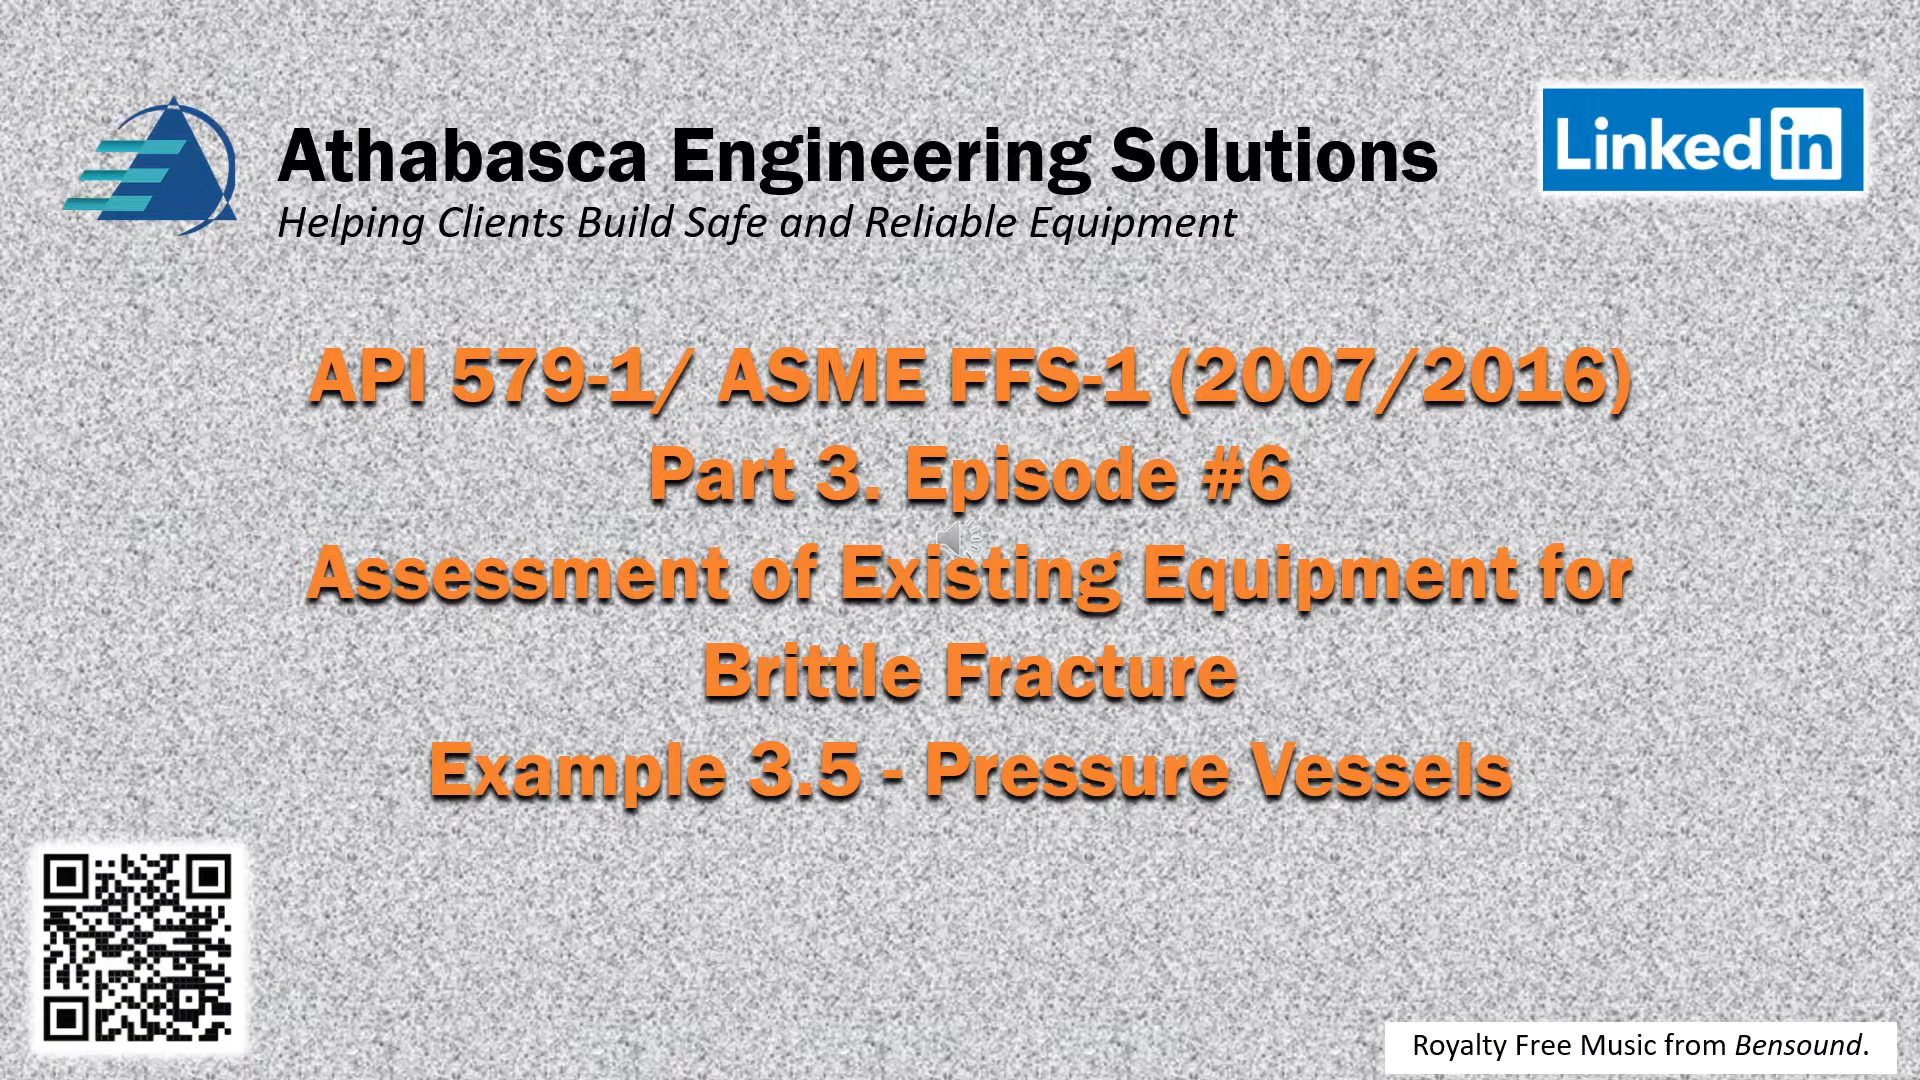 Athabasca Engineering Solutions
Helping Clients Build Safe and Reliable Equipment
Linked in
API 579-1/ ASME FFS-1 (2007/2016)
Part 3. Episode #6
Assessment of Existing Equipment for
Brittle Fracture
Example 3.5 - Pressure Vessels
Royalty Free Music from Bensound.